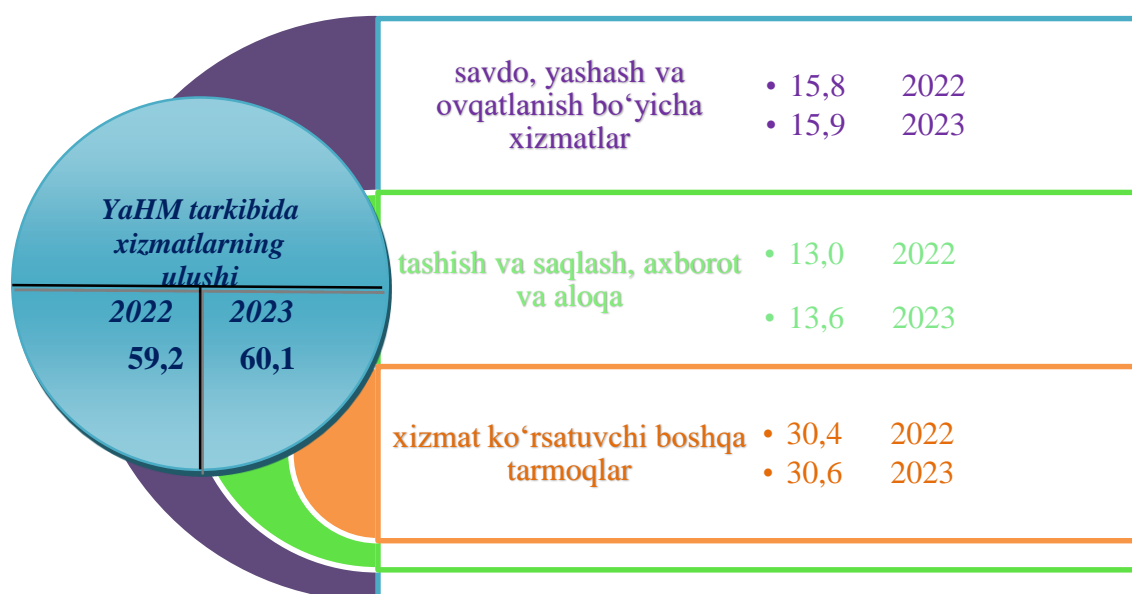 YaHM tarkibida
xizmatlarning
ulushi
2022 2023
59,2 60,1
savdo, yashash va
ovqatlanish bo‘yicha
xizmatlar
• 15,8 2022
• 15,9 2023
tashish va saqlash, axborot
va aloqa
• 13,0 2022
• 13,6 2023
xizmat ko‘rsatuvchi boshqa
tarmoqlar
• 30,4 2022
• 30,6 2023